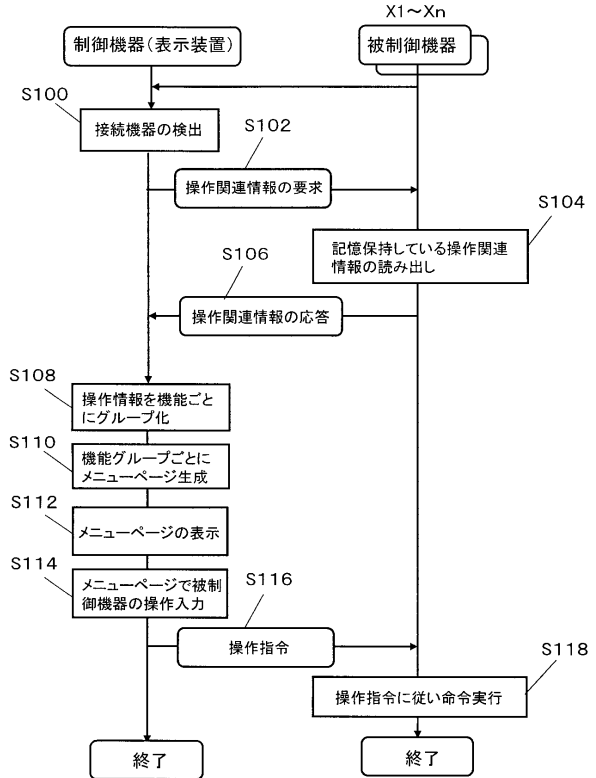 X1～Xn
制御機器（表示装置）
被制御機器
S100
接続機器の検出
S102
操作関連情報の要求
S104
記憶保持している操作関連
情報の読み出し
S106
操作関連情報の応答
S108
操作情報を機能ごと
にグループ化
S110
機能グループごとに
メニューページ生成
S112
メニューページの表示
S114
メニューページで被制
御機器の操作入力
S116
操作指令
S118
操作指令に従い命令実行
終了
終了